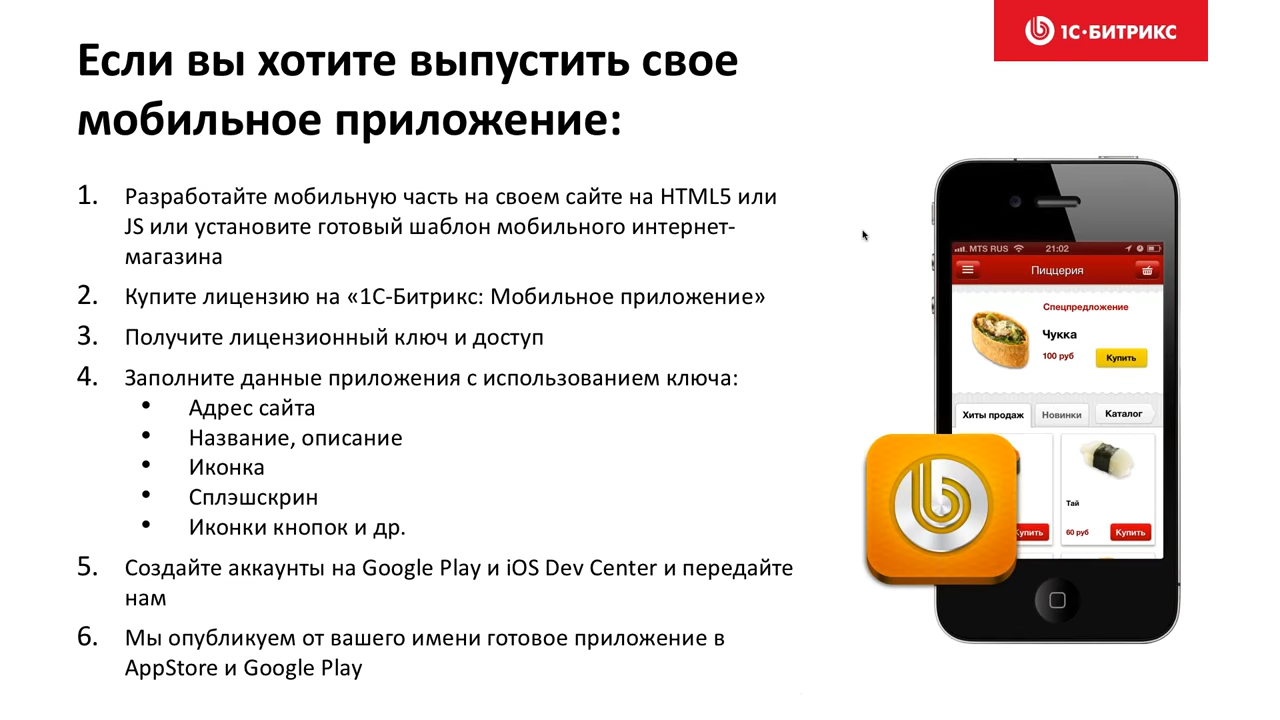 1С·БИТРИКС
Если вы хотите выпустить свое
мобильное приложение:
1. Разработайте мобильную часть на своем сайте на HTML5 или
JS или установите готовый шаблон мобильного интернет-
магазина
2. Купите лицензию на «1С-Битрикс: Мобильное приложение»
3. Получите лицензионный ключ и доступ
4. Заполните данные приложения с использованием ключа:
• Адрес сайта
• Название, описание
• Иконка
• Сплэшскрин
• Иконки кнопок и др.
5. Создайте аккаунты на Google Play и iOS Dev Center и передайте
нам
6. Мы опубликуем от вашего имени готовое приложение в
AppStore и Google Play
MTS RUS 21:02
Пиццерия
Спецпредложение
Чукка
100 руб Купить
Хиты продаж Новинки Каталог
Тай
упить 60 руб Купить